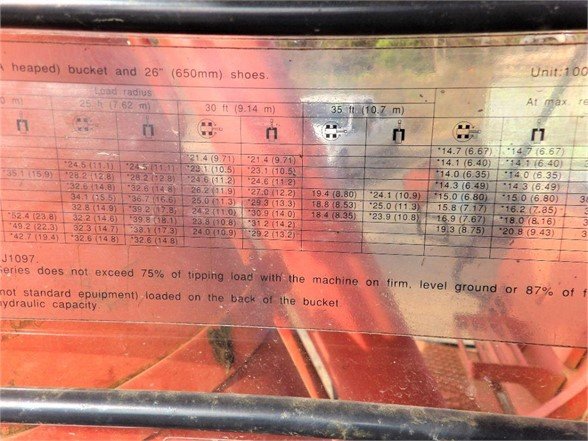 A heaped) bucket and 26" (650mm) shoes. Unit:100
Load radius
0 m) 25 ft (7.62 m) 30 ft (9.14 m) 35 ft (10.7 m) At max. re
*21.4 (9.71) *21.4 (9.71) *14.7 (6.67) *14.7 (6.67)
*24.5 (11.1) *24.5 (11.1) *23.1 (10.5) *23.1 (10.5) *14.1 (6.40) *14.1 (6.40)
*35.1 (15.9) *28.2 (12.8) *28.2 (12.8) *24.6 (11.2) *24.6 (11.2) *14.0 (6.35) *14.0 (6.35)
32.6 (14.8) *32.6 (14.8) 26.2 (11.9) *27.0 (12.2) *14.3 (6.49) *14.3 (6.49)
34.1 (15.5) *36.7 (16.6) 25.0 (11.3) *29.3 (13.3) 19.4 (8.80) *24.1 (10.9) *15.0 (6.80) *15.0 (6.80)
32.8 (14.9) *39.2 (17.8) 24.3 (11.0) *30.9 (14.0) 18.8 (8.53) *25.0 (11.3) 15.8 (7.17) *16.2 (7.35)
*52.4 (23.8) 32.2 (14.6) *39.8 (18.1) 23.8 (10.8) *31.2 (14.2) 18.4 (8.35) *23.9 (10.8) 16.9 (7.67) *18.0 (8.16)
*49.2 (22.3) 32.3 (14.7) *38.1 (17.3) 24.0 (10.9) *29.2 (13.2) 19.3 (8.75) *20.8 (9.43)
*42.7 (19.4) *32.6 (14.8) *32.6 (14.8)
J1097.
series does not exceed 75% of tipping load with the machine on firm, level ground or 87% of f
not standard epuipment) loaded on the back of the bucket
hydraulic capacity.